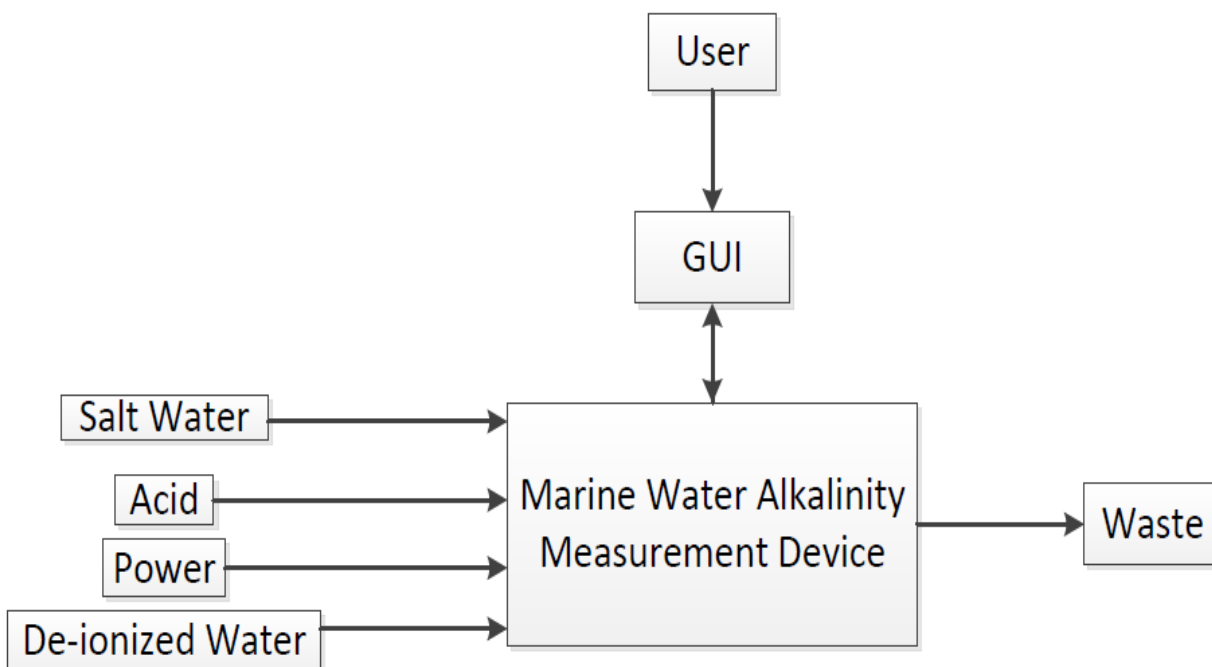 User
GUI
Salt Water
Acid
Power
De-ionized Water
Marine Water Alkalinity
Measurement Device
Waste